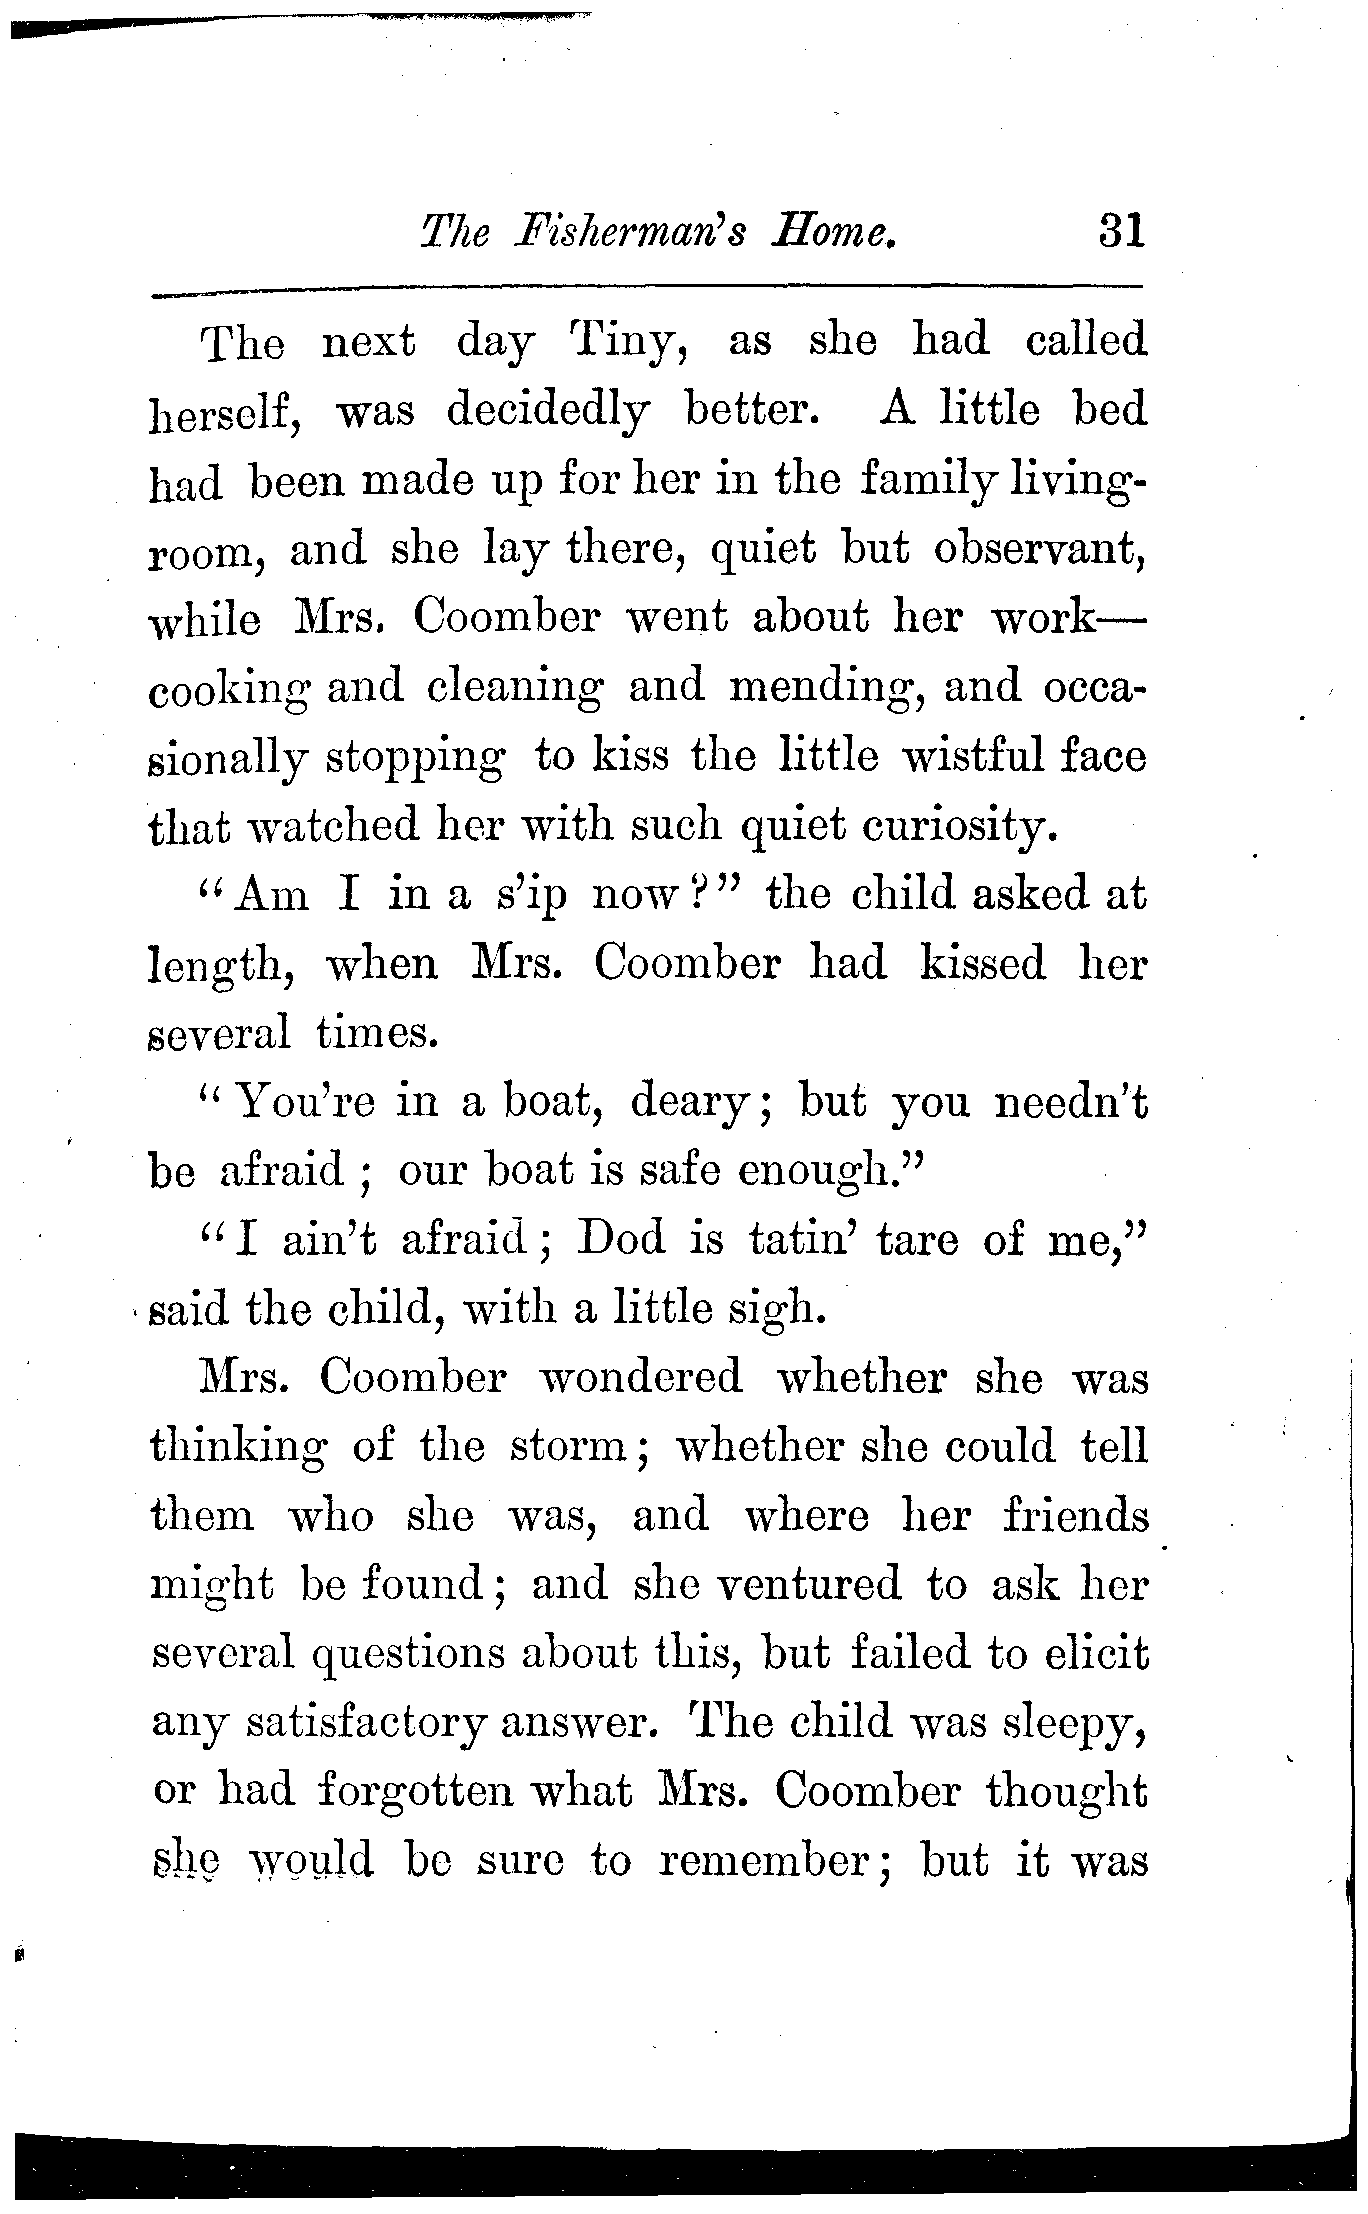 The Fisherman's Home. 31
The next day Tiny, as she had called
herself, was decidedly better. A little bed
had been made up for her in the family living-
room, and she lay there, quiet but observant,
while Mrs. Coomber went about her work—
cooking and cleaning and mending, and occa-
sionally stopping to kiss the little wistful face
that watched her with such quiet curiosity.
"Am I in a s'ip now?" the child asked at
length, when Mrs. Coomber had kissed her
several times.
"You're in a boat, deary; but you needn't
be afraid; our boat is safe enough."
"I ain't afraid; Dod is tatin' tare of me,"
said the child, with a little sigh.
Mrs. Coomber wondered whether she was
thinking of the storm; whether she could tell
them who she was, and where her friends
might be found; and she ventured to ask her
several questions about this, but failed to elicit
any satisfactory answer. The child was sleepy,
or had forgotten what Mrs. Coomber thought
she would be sure to remember; but it was